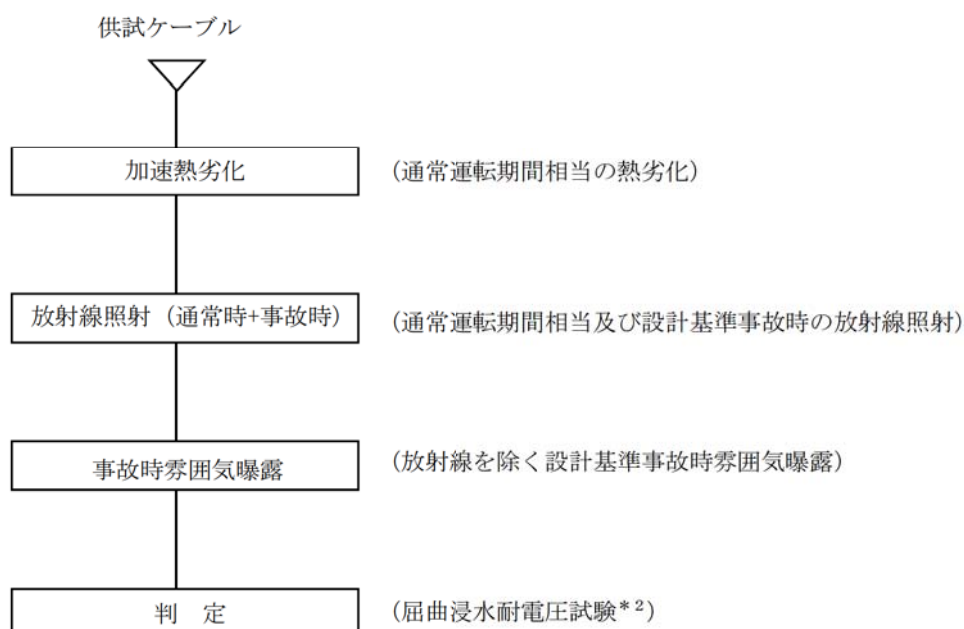 供試ケーブル
加速熱劣化 (通常運転期間相当の熱劣化)
放射線照射（通常時+事故時） (通常運転期間相当及び設計基準事故時の放射線照射)
事故時雰囲気曝露 (放射線を除く設計基準事故時雰囲気曝露)
判　定 (屈曲浸水耐電圧試験*2)